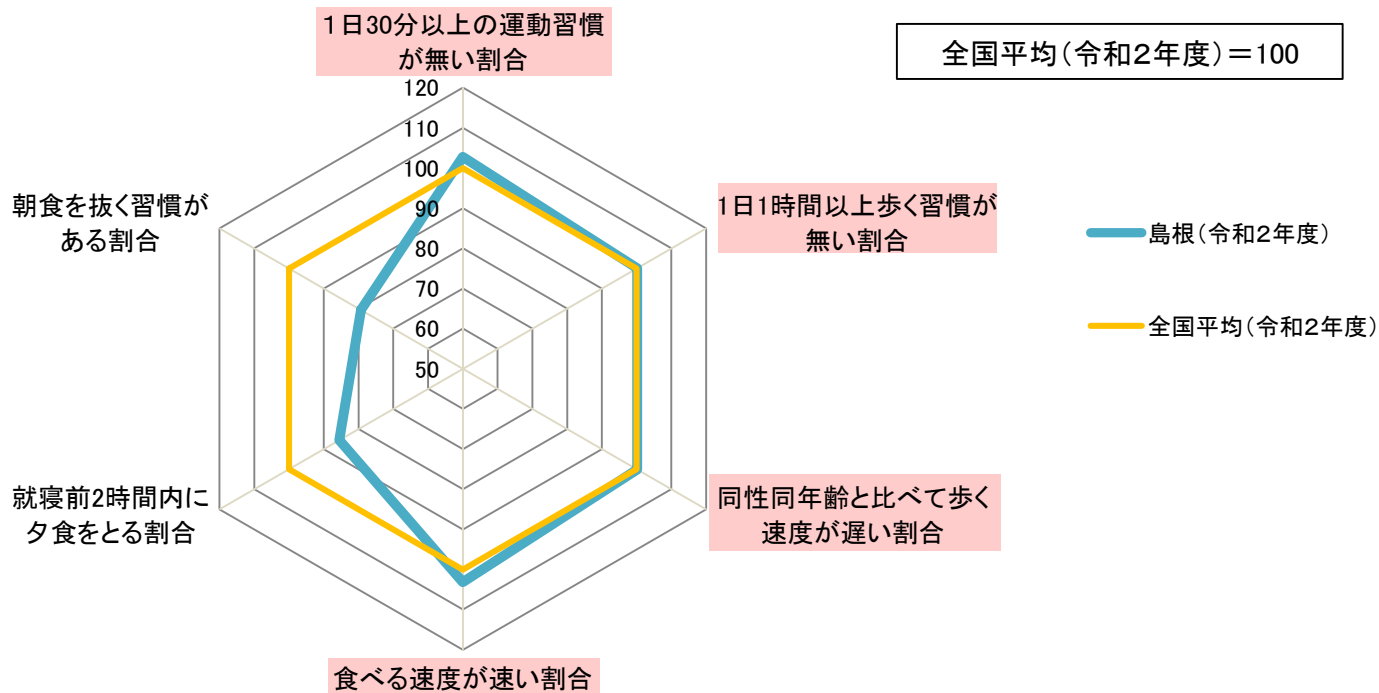 1日30分以上の運動習慣
が無い割合
全国平均(令和2年度)=100
120
110
100
90
80
70
60
50
朝食を抜く習慣が
ある割合
1日1時間以上歩く習慣が
無い割合
島根(令和2年度)
全国平均(令和2年度)
就寝前2時間内に
夕食をとる割合
同性同年齢と比べて歩く
速度が遅い割合
食べる速度が速い割合